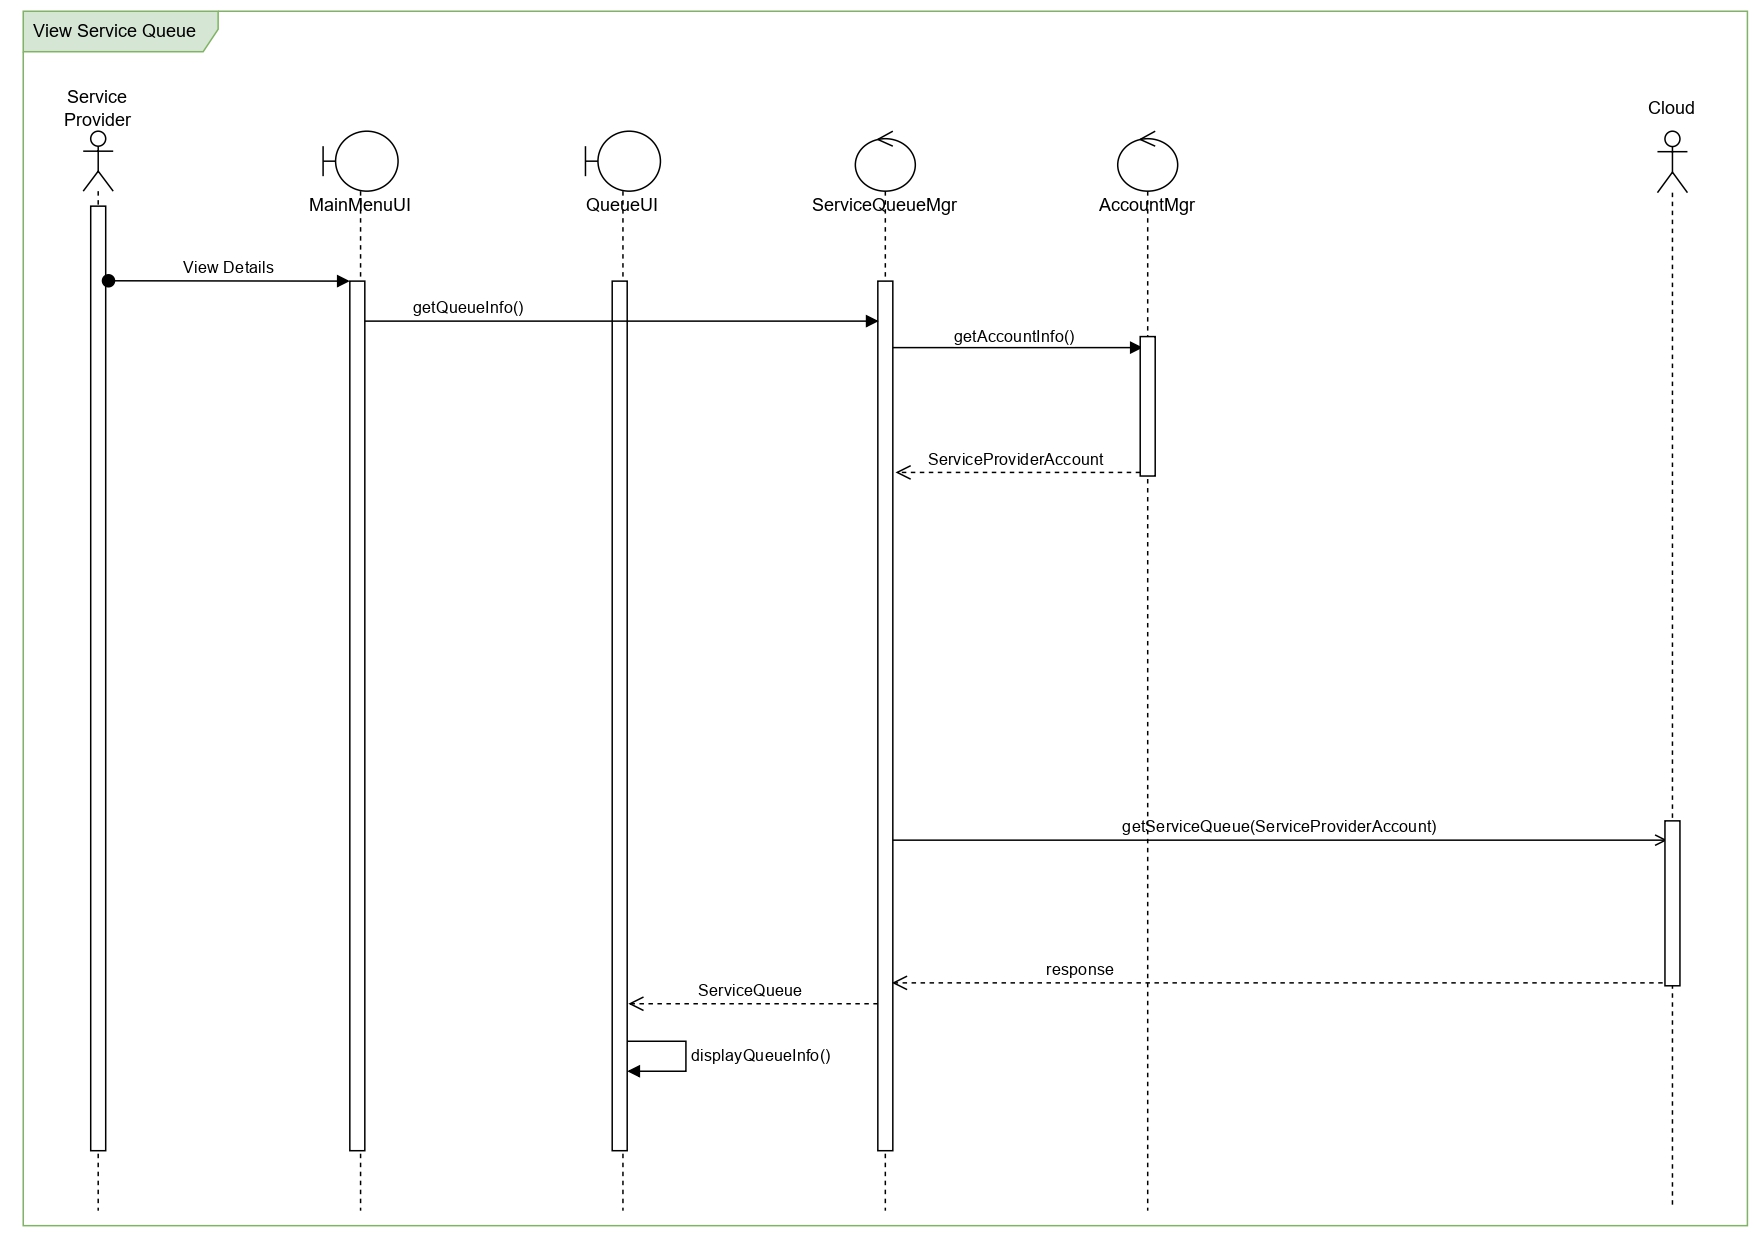 View Service Queue
Service
Provider
Cloud
MainMenuUI
QueueUI
ServiceQueueMgr
AccountMgr
View Details
getQueueInfo()
getAccountInfo()
ServiceProviderAccount
getServiceQueue(ServiceProviderAccount)
response
ServiceQueue
displayQueueInfo()